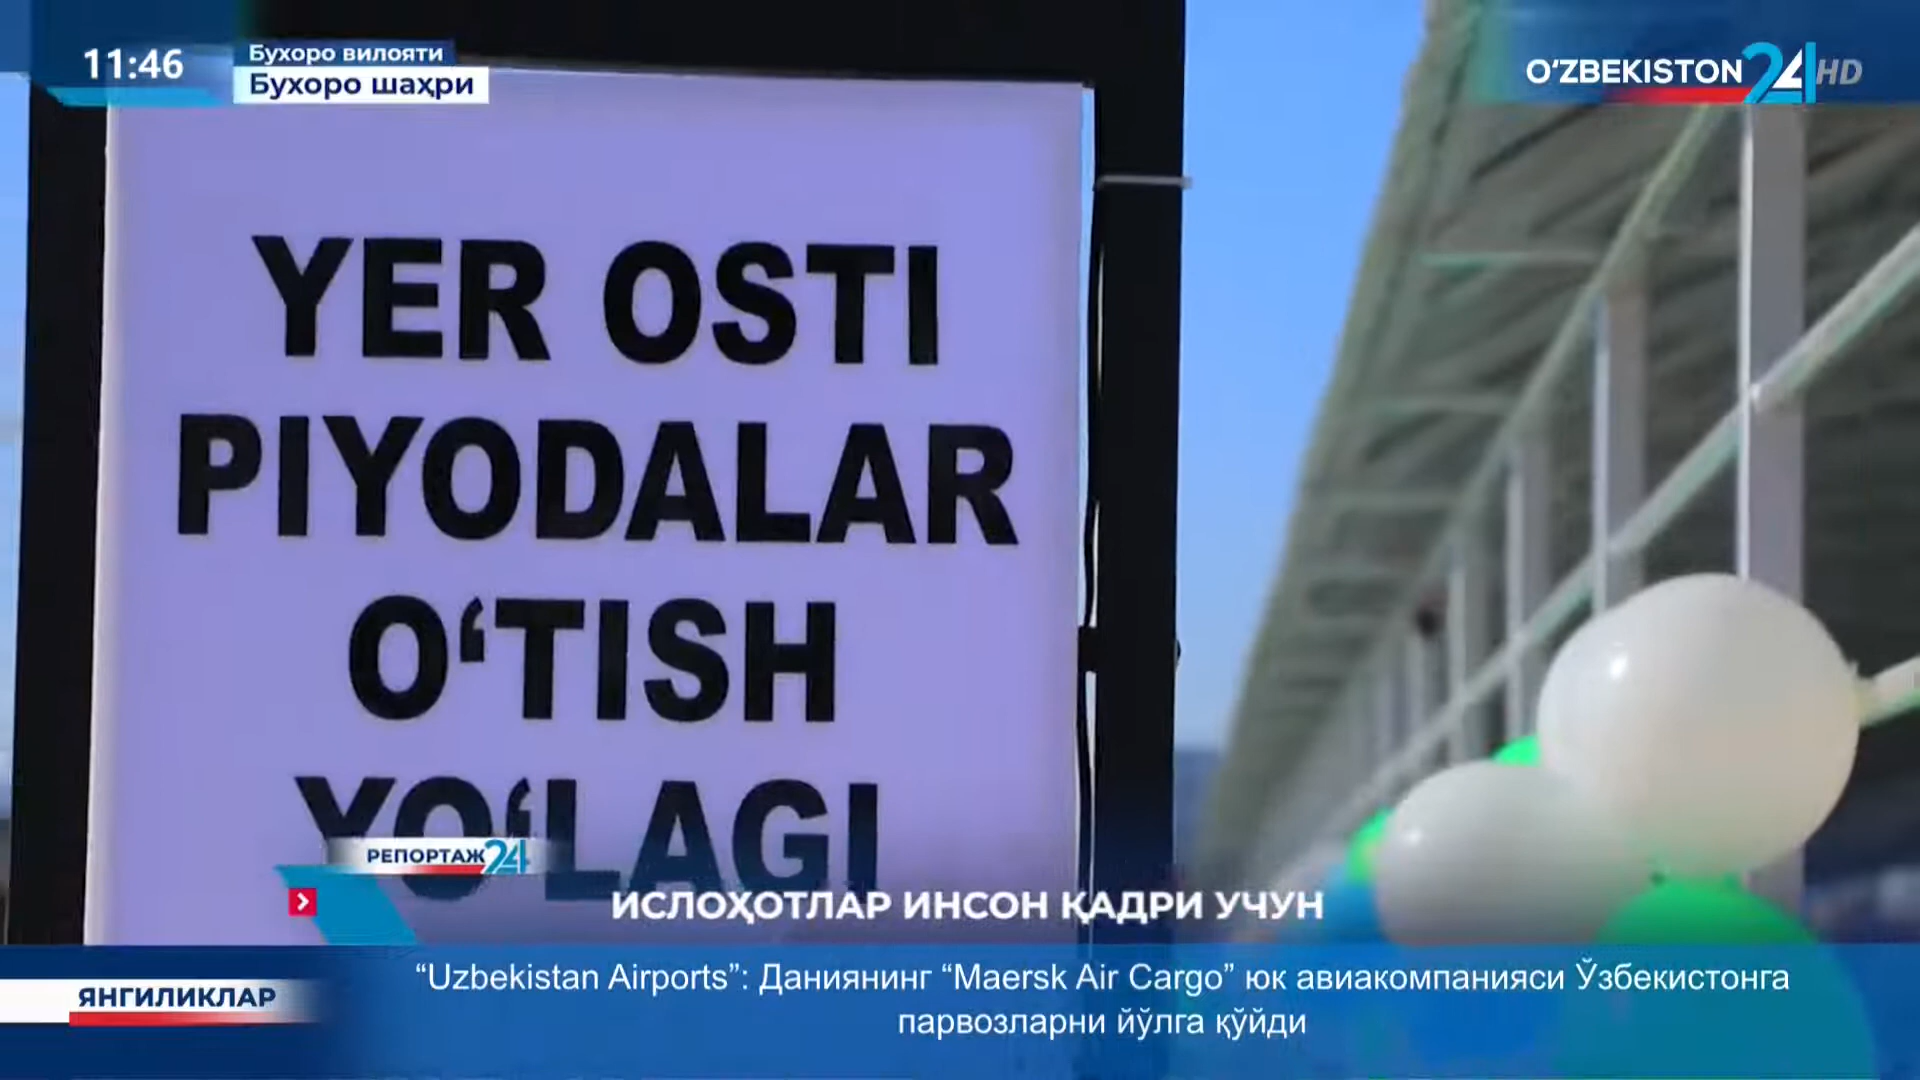 11:46
Бухоро вилояти
Бухоро шаҳри
O‘ZBEKISTON 24 HD
YER OSTI
PIYODALAR
O‘TISH
YO‘LAGI
РЕПОРТАЖ 24
ИСЛОҲОТЛАР ИНСОН ҚАДРИ УЧУН
ЯНГИЛИКЛАР
“Uzbekistan Airports”: Даниянинг “Maersk Air Cargo” юк авиакомпанияси Ўзбекистонга
парвозларни йўлга қўйди